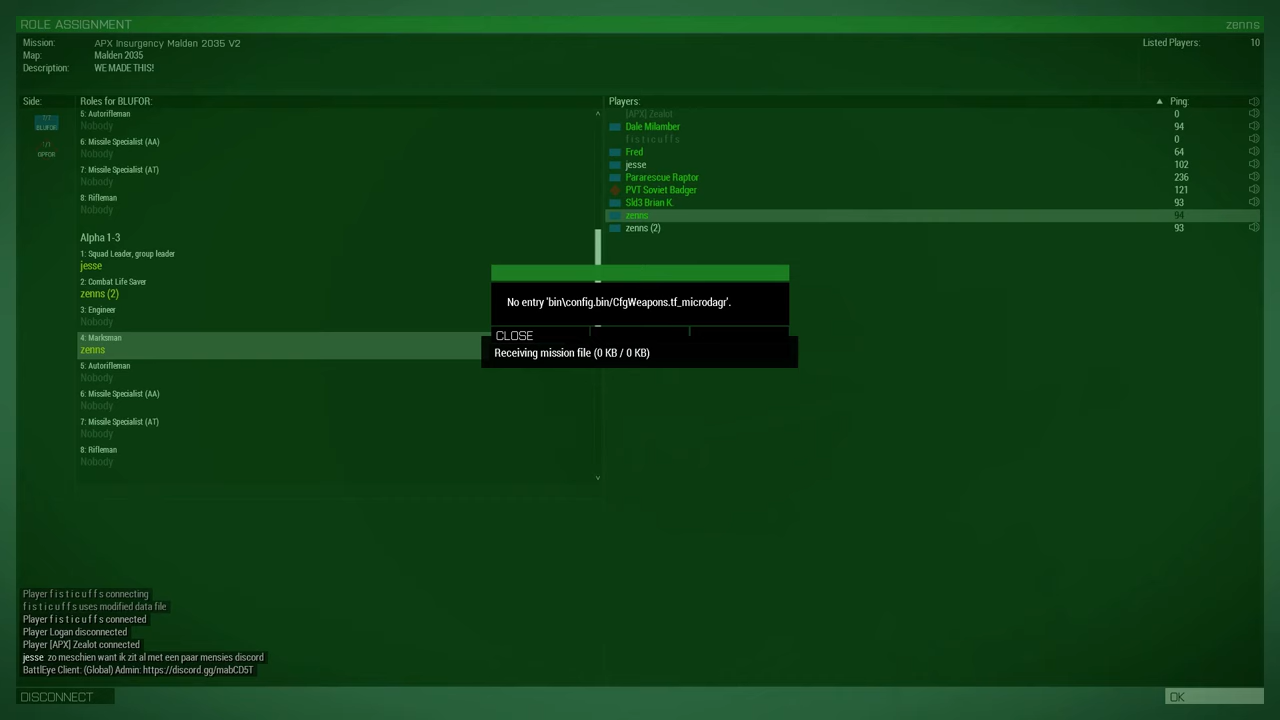 ROLE ASSIGNMENT
zenns
Mission: APX Insurgency Malden 2035 V2
Map: Malden 2035
Description: WE MADE THIS!
Listed Players: 10
Side:
7/7
BLUFOR
1/1
OPFOR
Roles for BLUFOR:
5: Autorifleman
Nobody
6: Missile Specialist (AA)
Nobody
7: Missile Specialist (AT)
Nobody
8: Rifleman
Nobody
Alpha 1-3
1: Squad Leader, group leader
jesse
2: Combat Life Saver
zenns (2)
3: Engineer
Nobody
4: Marksman
zenns
5: Autorifleman
Nobody
6: Missile Specialist (AA)
Nobody
7: Missile Specialist (AT)
Nobody
8: Rifleman
Nobody
Players: Ping:
[APX] Zealot 0
Dale Milamber 94
f i s t i c u f f s 0
Fred 64
jesse 102
Pararescue Raptor 236
PVT Soviet Badger 121
Sld3 Brian K. 93
zenns 94
zenns (2) 93
No entry 'bin\config.bin/CfgWeapons.tf_microdagr'.
CLOSE
Receiving mission file (0 KB / 0 KB)
Player f i s t i c u f f s connecting
f i s t i c u f f s uses modified data file
Player f i s t i c u f f s connected
Player Logan disconnected
Player [APX] Zealot connected
jesse zo meschien want ik zit al met een paar mensies discord
BattlEye Client: (Global) Admin: https://discord.gg/mabCD5T
DISCONNECT
OK